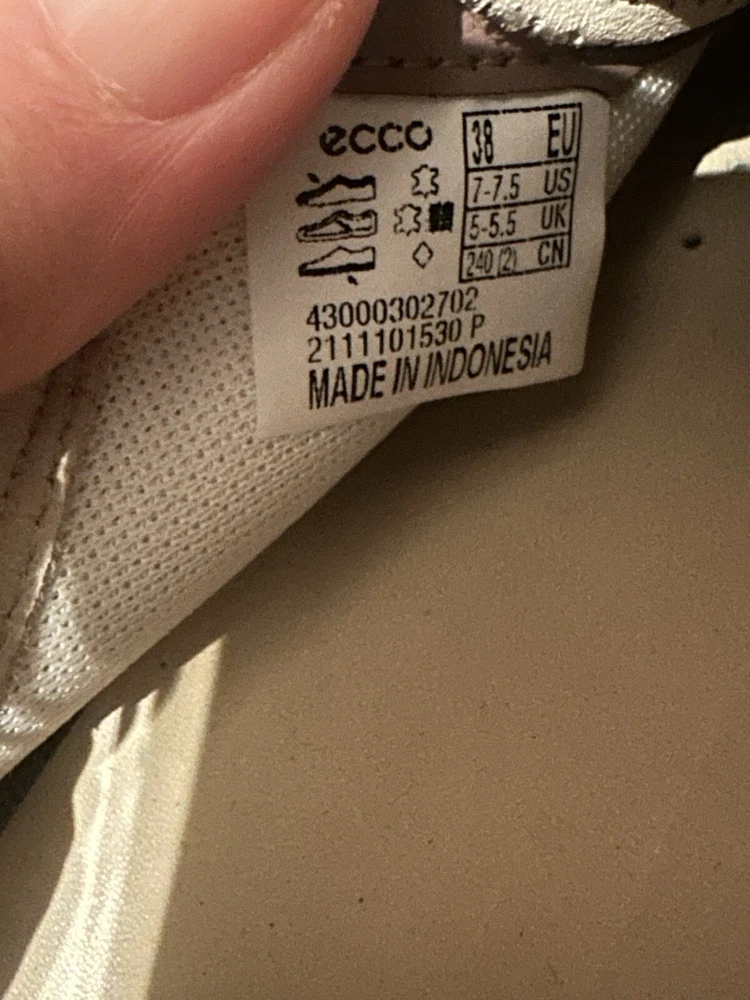 ecco
38 EU
7-7.5 US
5-5.5 UK
240 (2) CN
43000302702
2111101530 P
MADE IN INDONESIA